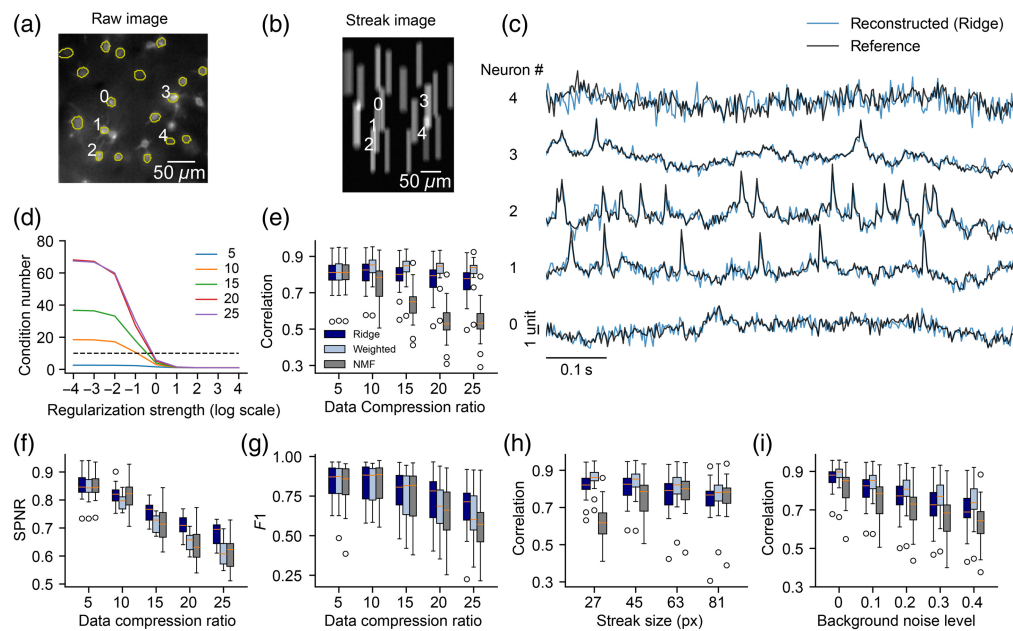 (a)
Raw image
0
3
1
4
2
50 µm
(b)
Streak image
0
3
1
4
2
50 µm
(c)
Reconstructed (Ridge)
Reference
Neuron #
4
3
2
1
0
1 unit
0.1 s
(d)
Condition number
80
60
40
20
0
5
10
15
20
25
−4 −3 −2 −1 0 1 2 3 4
Regularization strength (log scale)
(e)
Correlation
0.9
0.7
0.5
0.3
Ridge
Weighted
NMF
5 10 15 20 25
Data Compression ratio
(f)
SPNR
0.9
0.8
0.7
0.6
0.5
5 10 15 20 25
Data compression ratio
(g)
F1
1.00
0.75
0.50
0.25
5 10 15 20 25
Data compression ratio
(h)
Correlation
0.9
0.7
0.5
0.3
27 45 63 81
Streak size (px)
(i)
Correlation
0.9
0.7
0.5
0.3
0 0.1 0.2 0.3 0.4
Background noise level